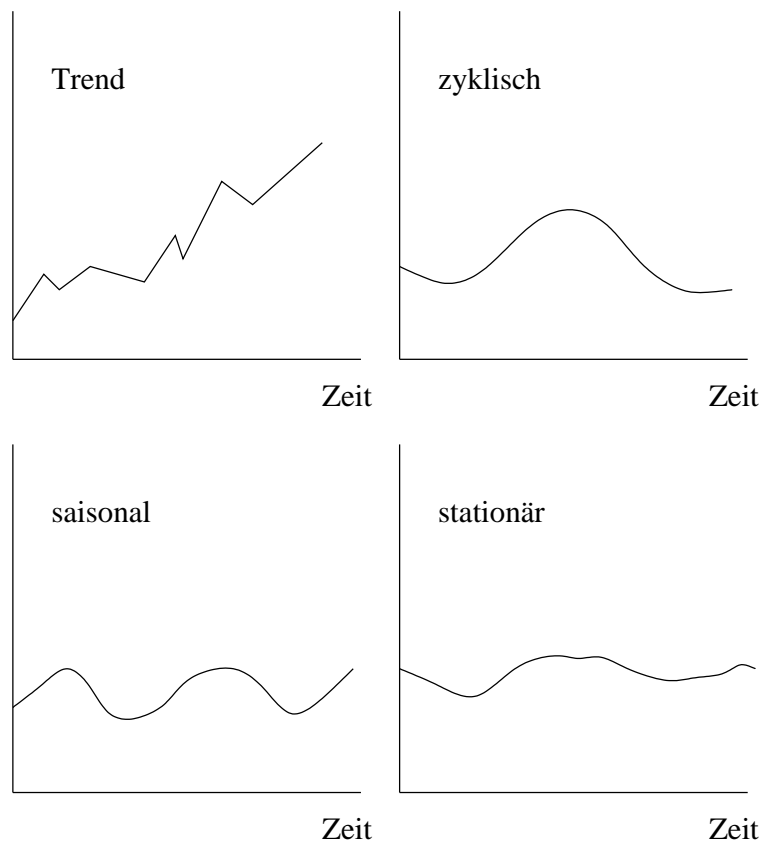 Trend
zyklisch
Zeit
Zeit
saisonal
stationär
Zeit
Zeit